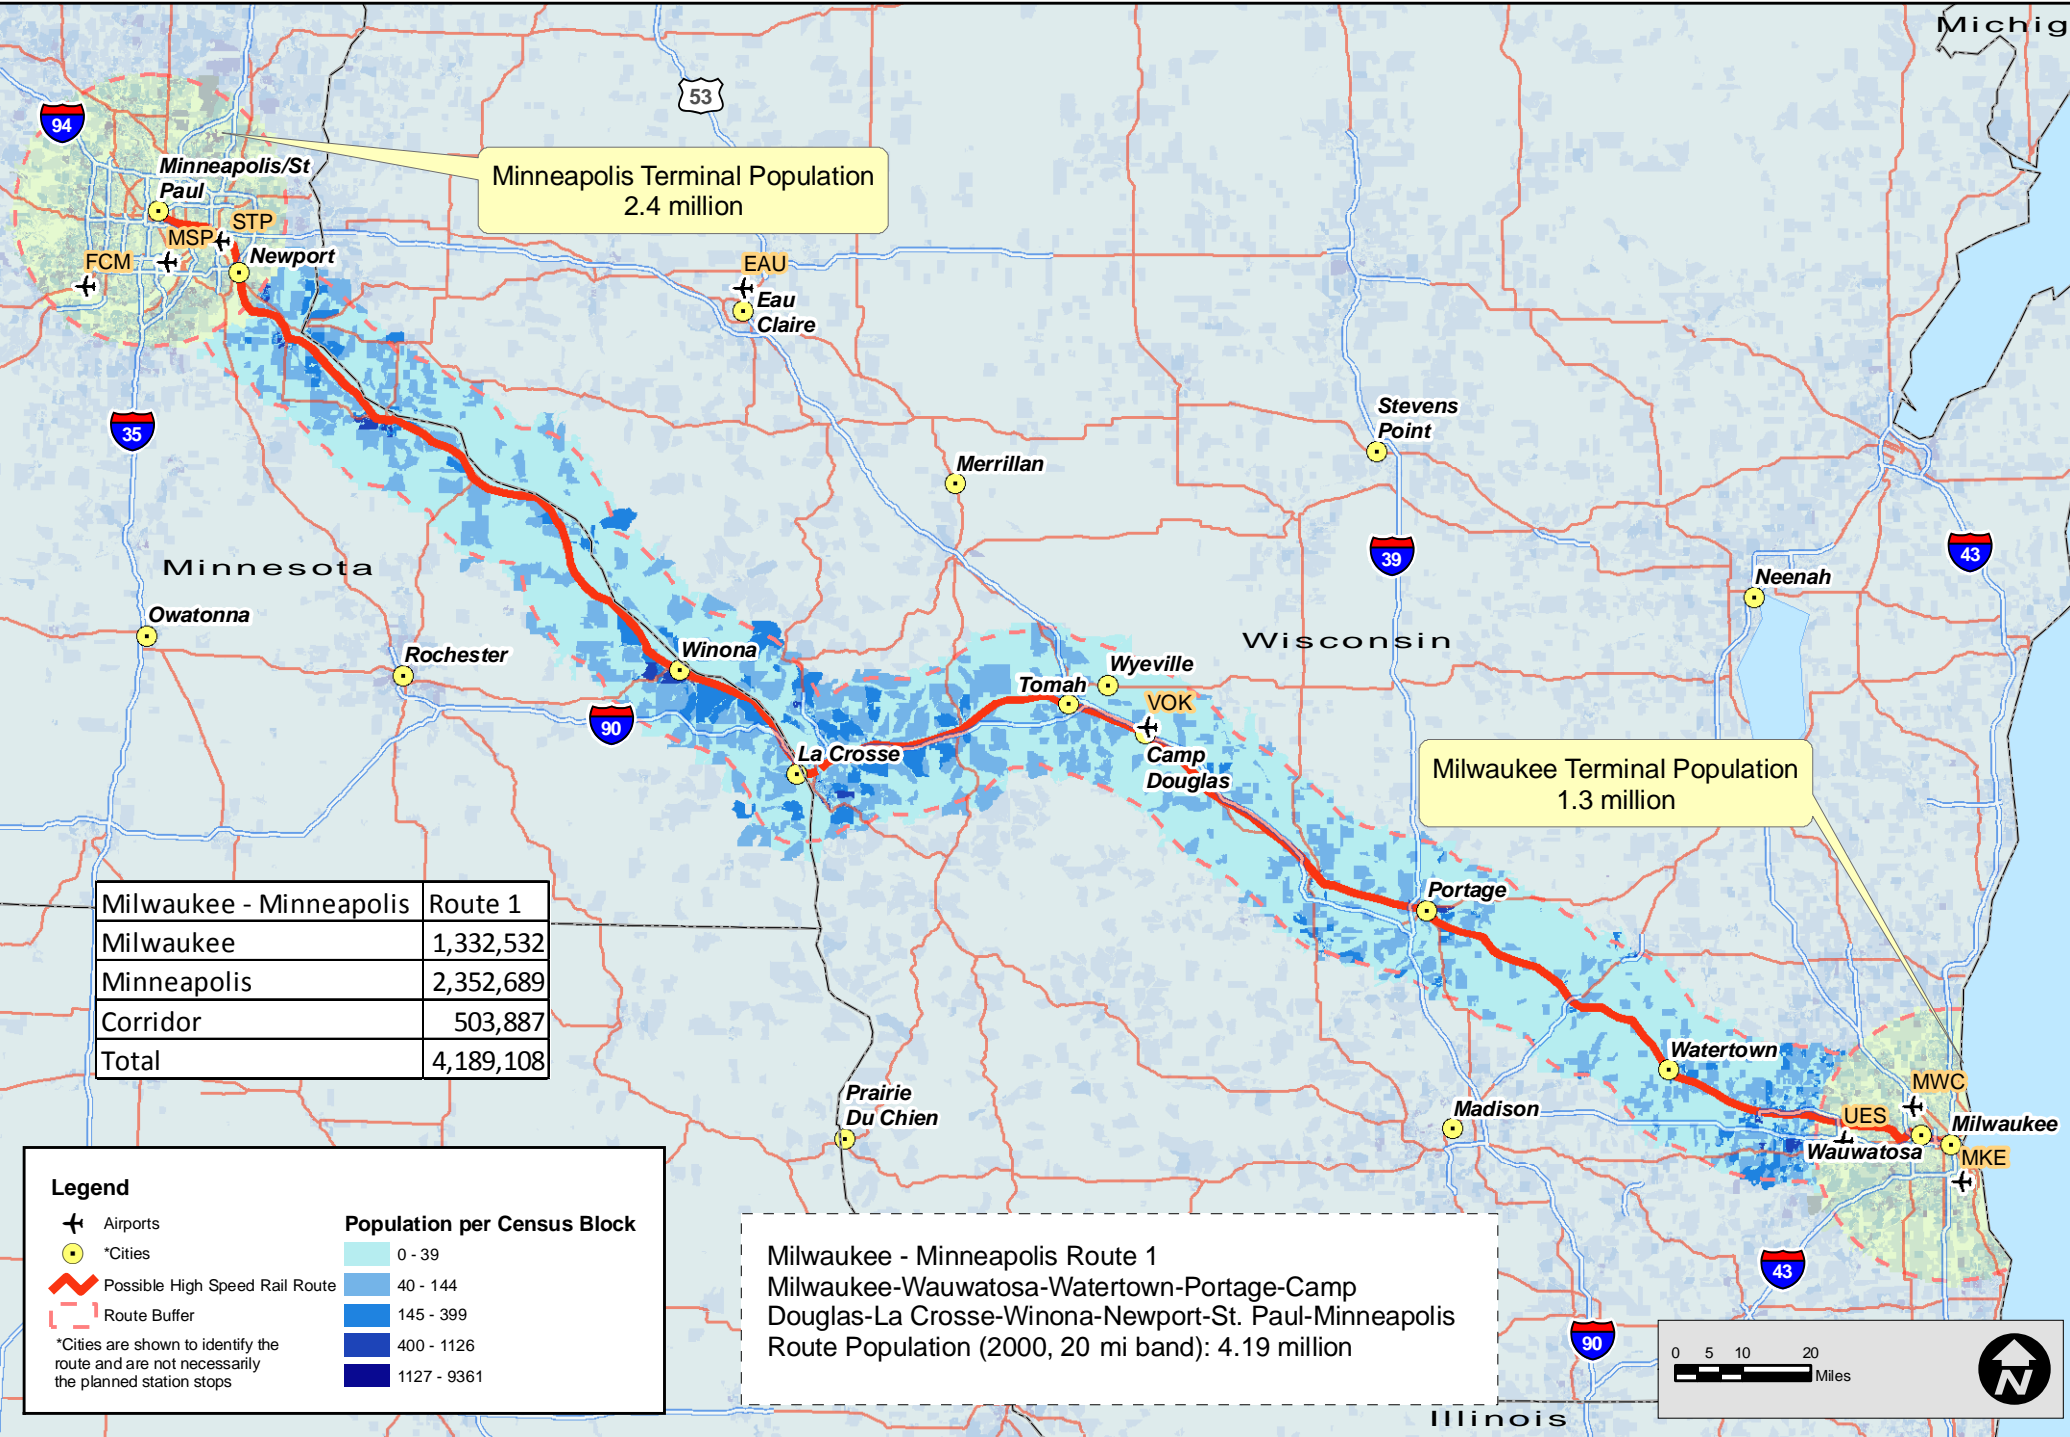 Michig
53
94
Minneapolis/St
Paul
Minneapolis Terminal Population
2.4 million
STP
MSP
FCM
Newport
EAU
Eau
Claire
35
Stevens
Point
Merrillan
39
43
Minnesota
Neenah
Owatonna
Wisconsin
Rochester
Winona
Wyeville
Tomah
VOK
90
La Crosse
Camp
Douglas
Milwaukee Terminal Population
1.3 million
Portage
Milwaukee - Minneapolis Route 1
Milwaukee 1,332,532
Minneapolis 2,352,689
Corridor 503,887
Total 4,189,108
Watertown
MWC
Prairie
Du Chien
Madison
UES
Milwaukee
Wauwatosa
MKE
Legend
Airports
*Cities
Possible High Speed Rail Route
Route Buffer
*Cities are shown to identify the
route and are not necessarily
the planned station stops
Population per Census Block
0 - 39
40 - 144
145 - 399
400 - 1126
1127 - 9361
Milwaukee - Minneapolis Route 1
Milwaukee-Wauwatosa-Watertown-Portage-Camp
Douglas-La Crosse-Winona-Newport-St. Paul-Minneapolis
Route Population (2000, 20 mi band): 4.19 million
43
90
0 5 10 20
Miles
N
Illinois